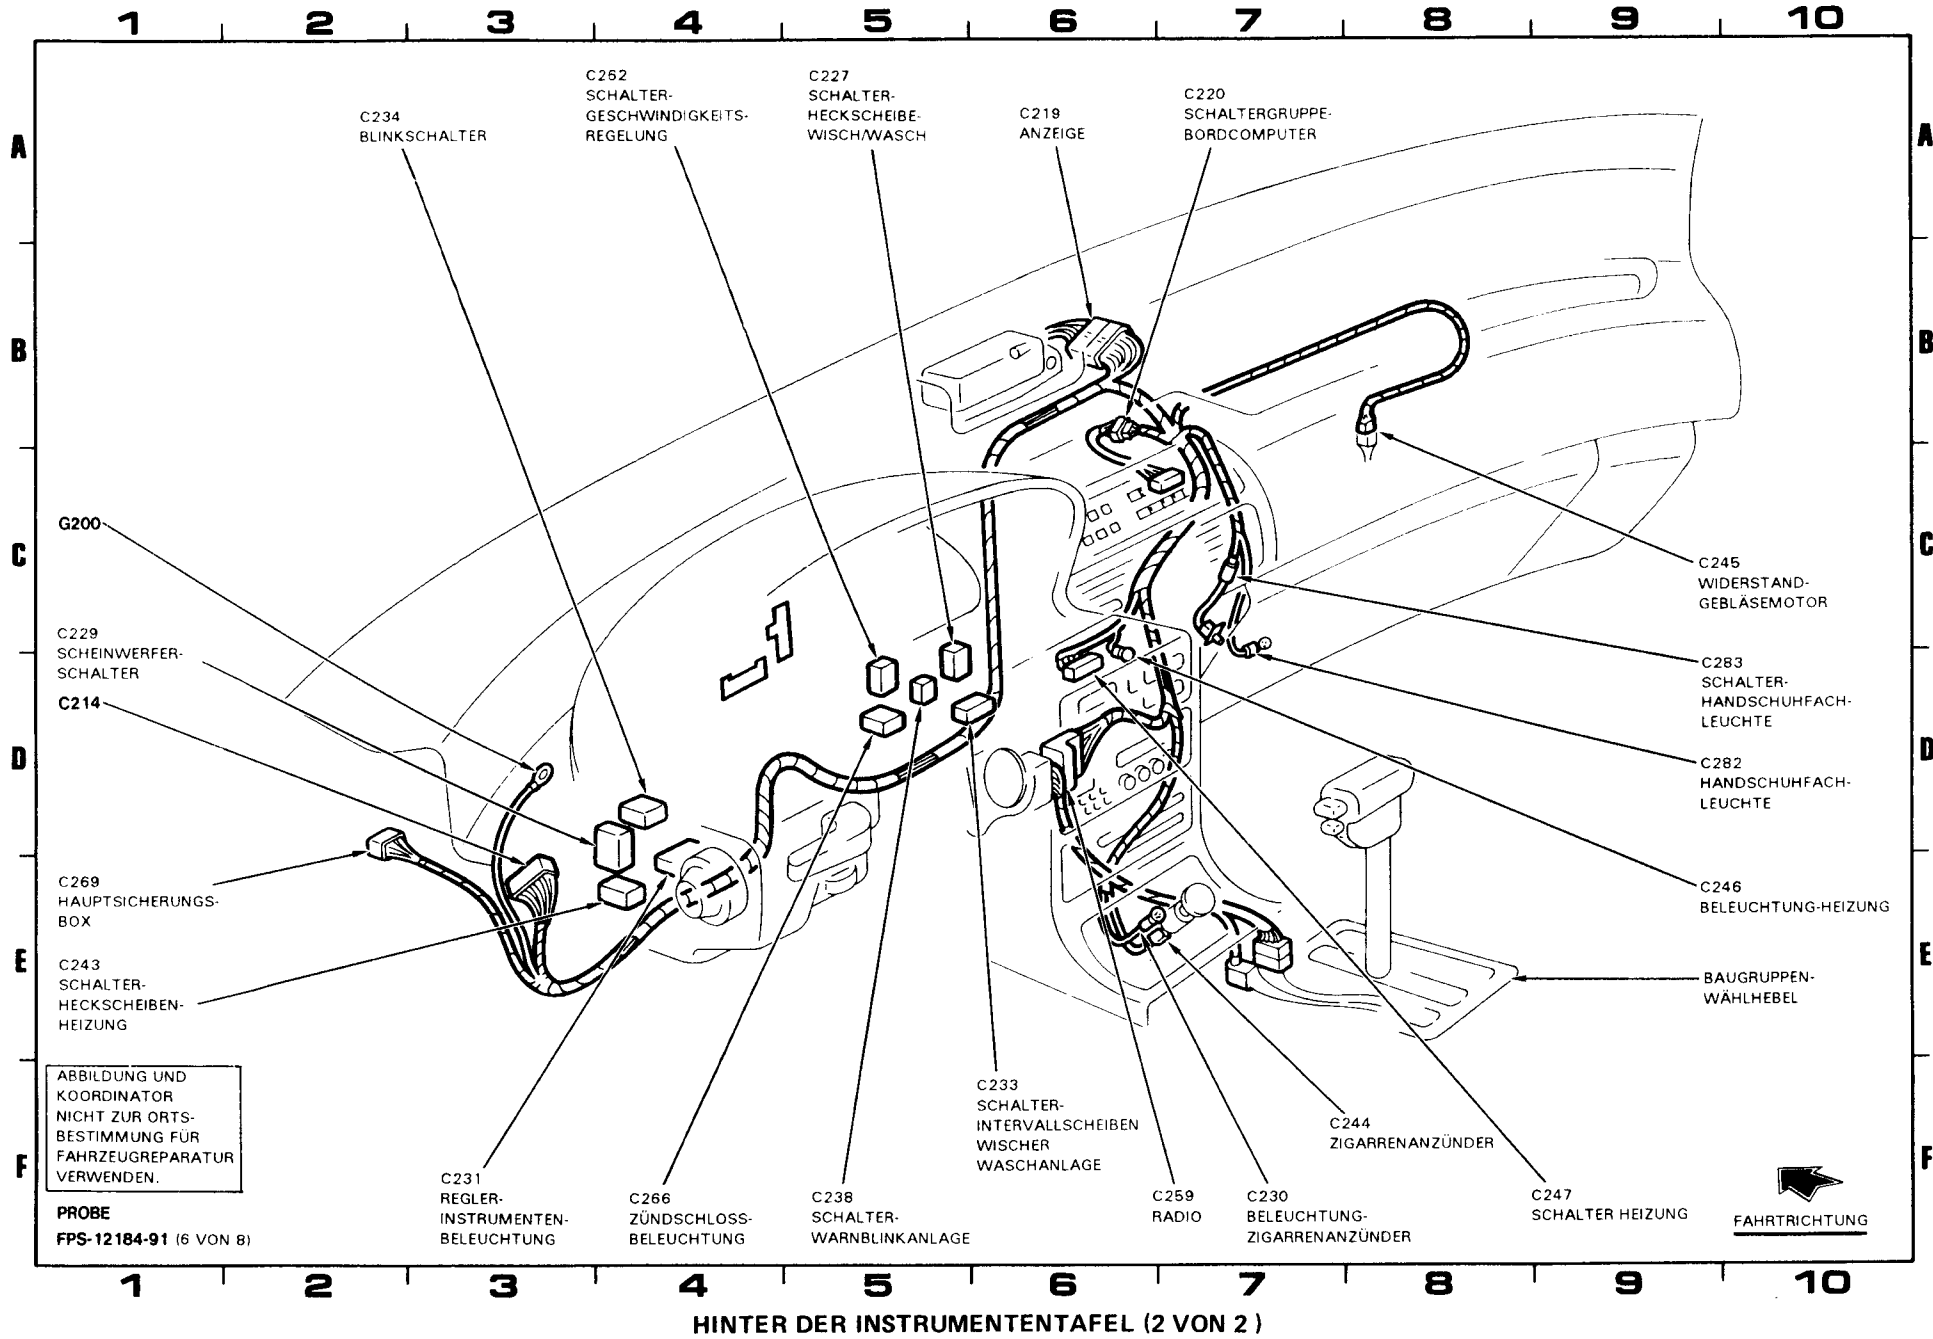 1 2 3 4 5 6 7 8 9 10
A
B
C
D
E
F
A
B
C
D
E
F
C234
BLINKSCHALTER
C262
SCHALTER-
GESCHWINDIGKEITS-
REGELUNG
C227
SCHALTER-
HECKSCHEIBE-
WISCH/WASCH
C219
ANZEIGE
C220
SCHALTERGRUPPE-
BORDCOMPUTER
G200
C229
SCHEINWERFER-
SCHALTER
C214
C269
HAUPTSICHERUNGS-
BOX
C243
SCHALTER-
HECKSCHEIBEN-
HEIZUNG
C245
WIDERSTAND-
GEBLÄSEMOTOR
C283
SCHALTER-
HANDSCHUHFACH-
LEUCHTE
C282
HANDSCHUHFACH-
LEUCHTE
C246
BELEUCHTUNG-HEIZUNG
BAUGRUPPEN-
WÄHLHEBEL
ABBILDUNG UND
KOORDINATOR
NICHT ZUR ORTS-
BESTIMMUNG FÜR
FAHRZEUGREPARATUR
VERWENDEN.
PROBE
FPS-12184-91 (6 VON 8)
C231
REGLER-
INSTRUMENTEN-
BELEUCHTUNG
C266
ZÜNDSCHLOSS-
BELEUCHTUNG
C238
SCHALTER-
WARNBLINKANLAGE
C233
SCHALTER-
INTERVALLSCHEIBEN
WISCHER
WASCHANLAGE
C259
RADIO
C230
BELEUCHTUNG-
ZIGARRENANZÜNDER
C244
ZIGARRENANZÜNDER
C247
SCHALTER HEIZUNG
FAHRTRICHTUNG
1 2 3 4 5 6 7 8 9 10
HINTER DER INSTRUMENTENTAFEL (2 VON 2 )